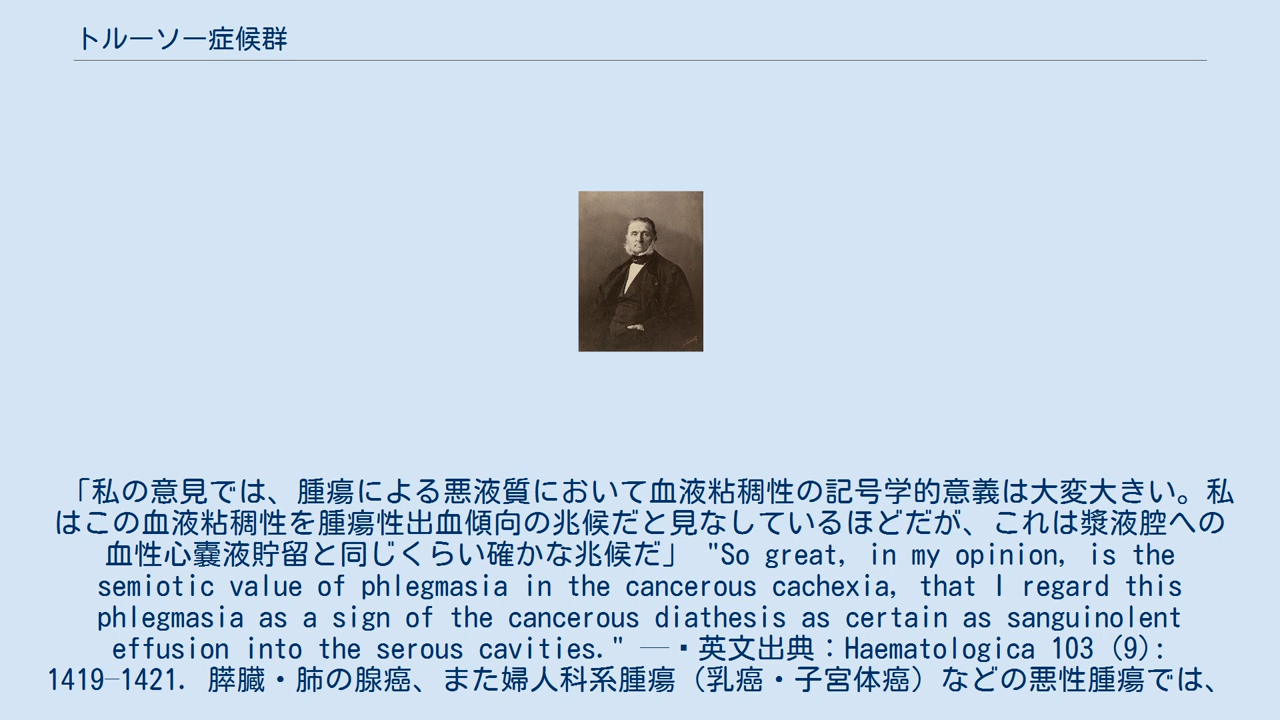 トルーソー症候群
「私の意見では、腫瘍による悪液質において血液粘稠性の記号学的意義は大変大きい。私
はこの血液粘稠性を腫瘍性出血傾向の兆候だと見なしているほどだが、これは漿液腔への
血性心嚢液貯留と同じくらい確かな兆候だ」 "So great, in my opinion, is the
semiotic value of phlegmasia in the cancerous cachexia, that I regard this
phlegmasia as a sign of the cancerous diathesis as certain as sanguinolent
effusion into the serous cavities." —▪英文出典：Haematologica 103 (9):
1419–1421. 膵臓・肺の腺癌、また婦人科系腫瘍（乳癌・子宮体癌）などの悪性腫瘍では、